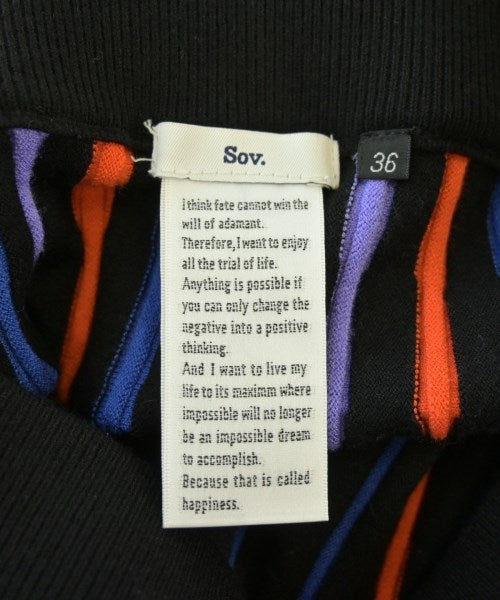 Sov.
36
I think fate cannot win the
will of adamant.
Therefore,I want to enjoy
all the trial of life.
Anything is possible if
you can only change the
negative into a positive
thinking.
And I want to live my
life to its maximm where
impossible will no longer
be an impossible dream
to accomplish.
Because that is called
happiness.